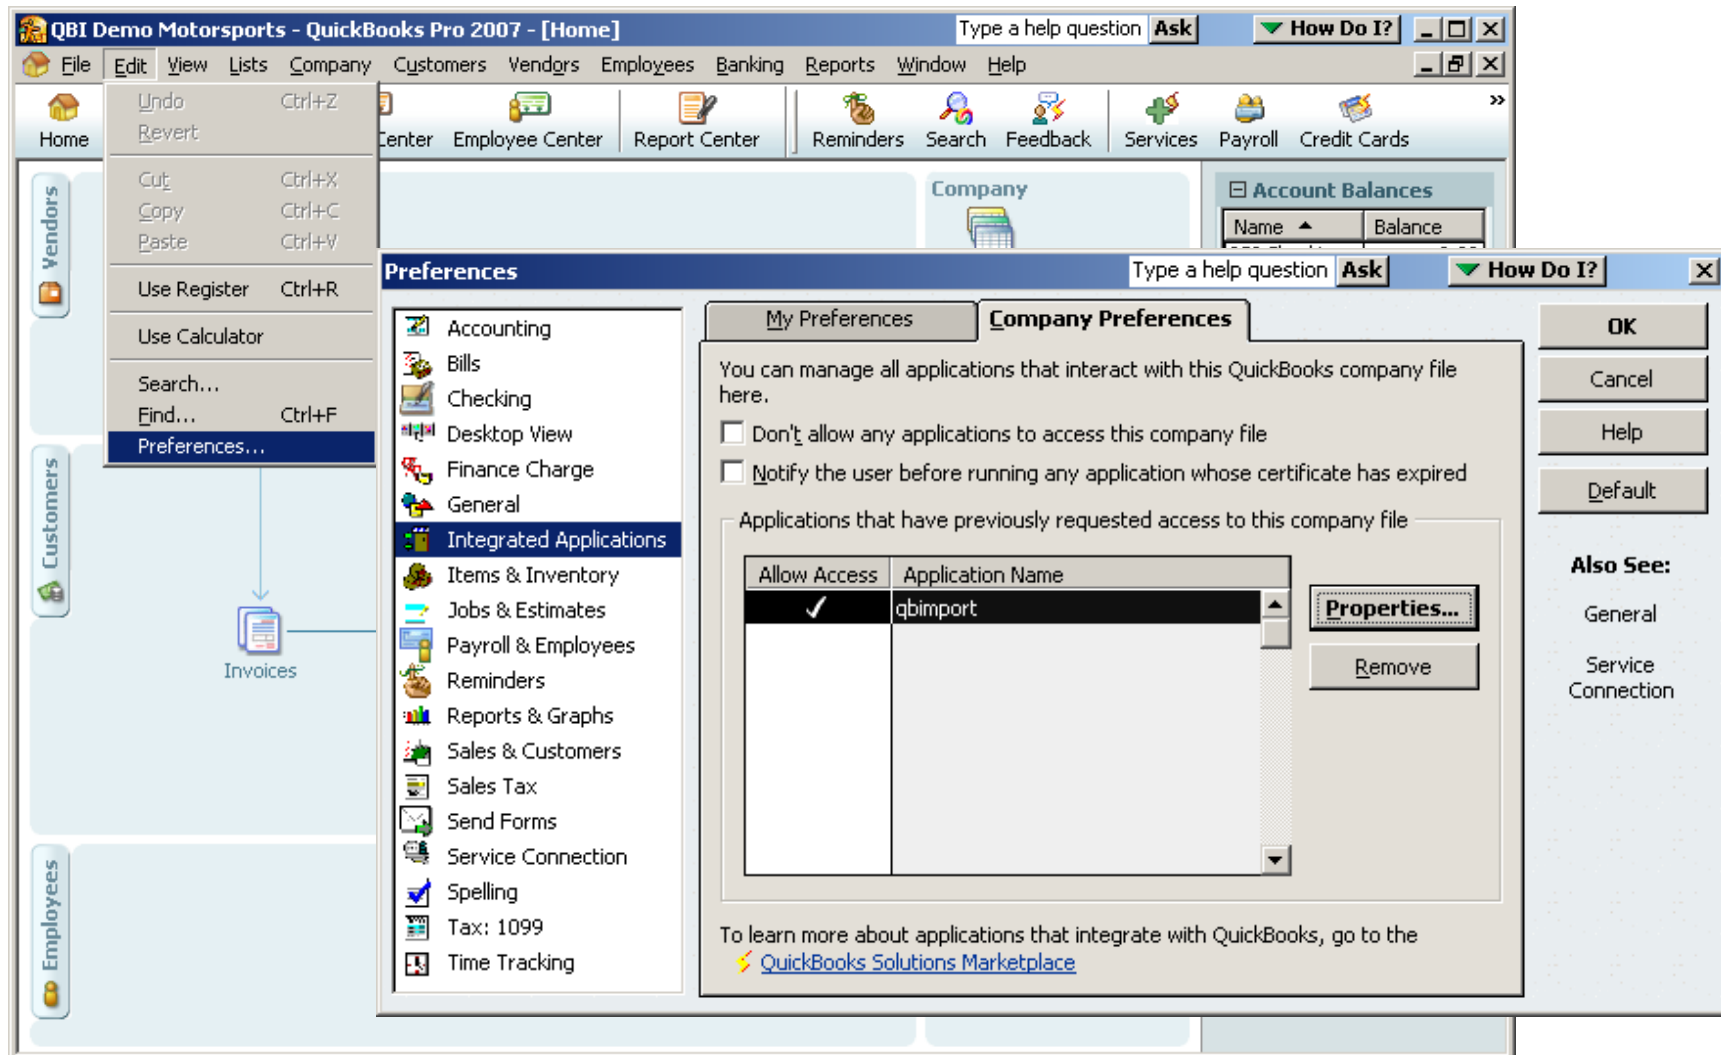 QBI Demo Motorsports - QuickBooks Pro 2007 - [Home]
Type a help question Ask How Do I?
File Edit View Lists Company Customers Vendors Employees Banking Reports Window Help
Home Center Employee Center Report Center Reminders Search Feedback Services Payroll Credit Cards »
Undo Ctrl+Z
Revert
Cut Ctrl+X
Copy Ctrl+C
Paste Ctrl+V
Use Register Ctrl+R
Use Calculator
Search...
Find... Ctrl+F
Preferences...
Vendors
Customers
Employees
Invoices
Company
Account Balances
Name Balance
Preferences
Type a help question Ask How Do I?
Accounting
Bills
Checking
Desktop View
Finance Charge
General
Integrated Applications
Items & Inventory
Jobs & Estimates
Payroll & Employees
Reminders
Reports & Graphs
Sales & Customers
Sales Tax
Send Forms
Service Connection
Spelling
Tax: 1099
Time Tracking
My Preferences Company Preferences
You can manage all applications that interact with this QuickBooks company file
here.
Don't allow any applications to access this company file
Notify the user before running any application whose certificate has expired
Applications that have previously requested access to this company file
Allow Access Application Name
qbimport
Properties...
Remove
To learn more about applications that integrate with QuickBooks, go to the
QuickBooks Solutions Marketplace
OK
Cancel
Help
Default
Also See:
General
Service
Connection